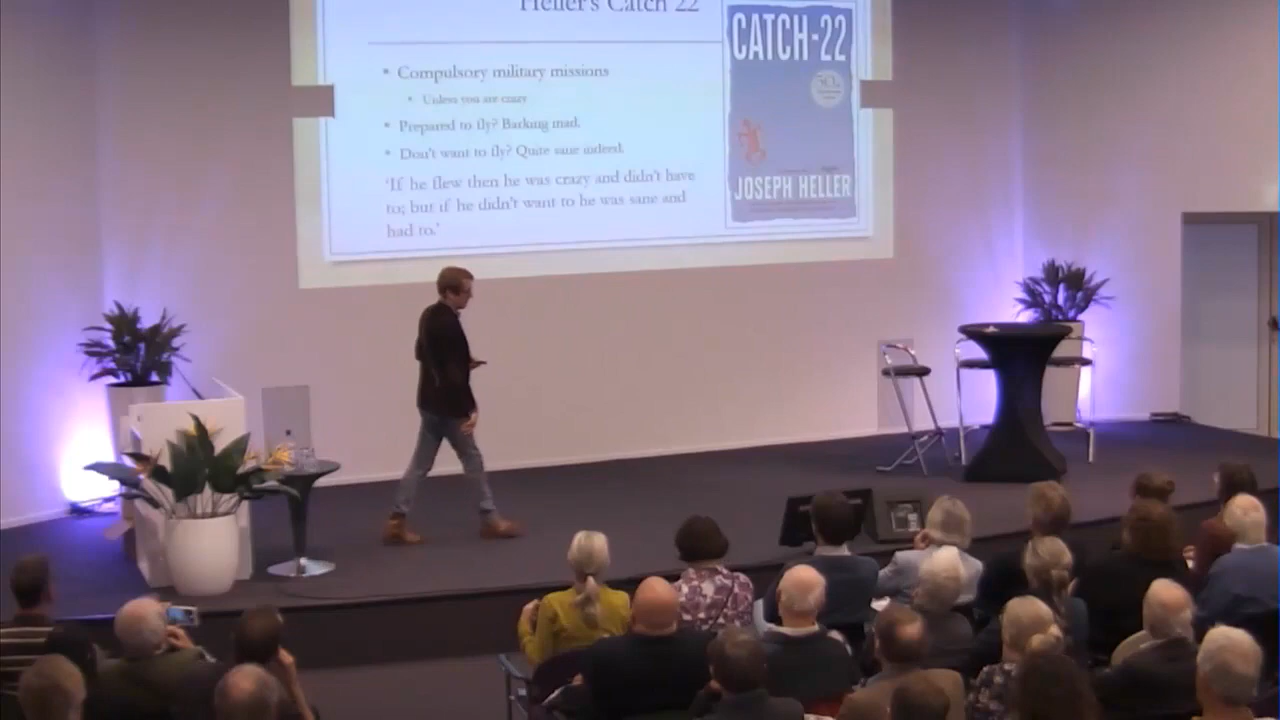 Heller's Catch 22
• Compulsory military missions
• Unless you are crazy
• Prepared to fly? Barking mad.
• Don't want to fly? Quite sane indeed.
'If he flew then he was crazy and didn't have
to; but if he didn't want to he was sane and
had to.'
CATCH-22
JOSEPH HELLER